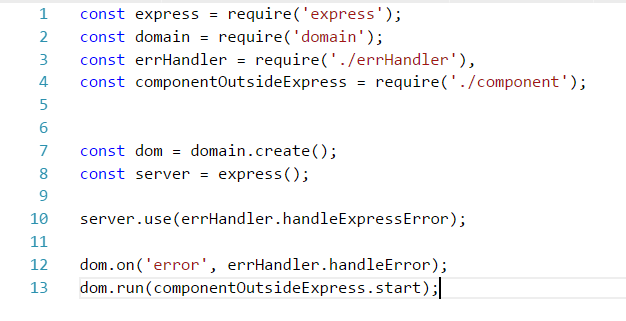 1 const express = require('express');
2 const domain = require('domain');
3 const errHandler = require('./errHandler'),
4 const componentOutsideExpress = require('./component');
5
6
7 const dom = domain.create();
8 const server = express();
9
10 server.use(errHandler.handleExpressError);
11
12 dom.on('error', errHandler.handleError);
13 dom.run(componentOutsideExpress.start);